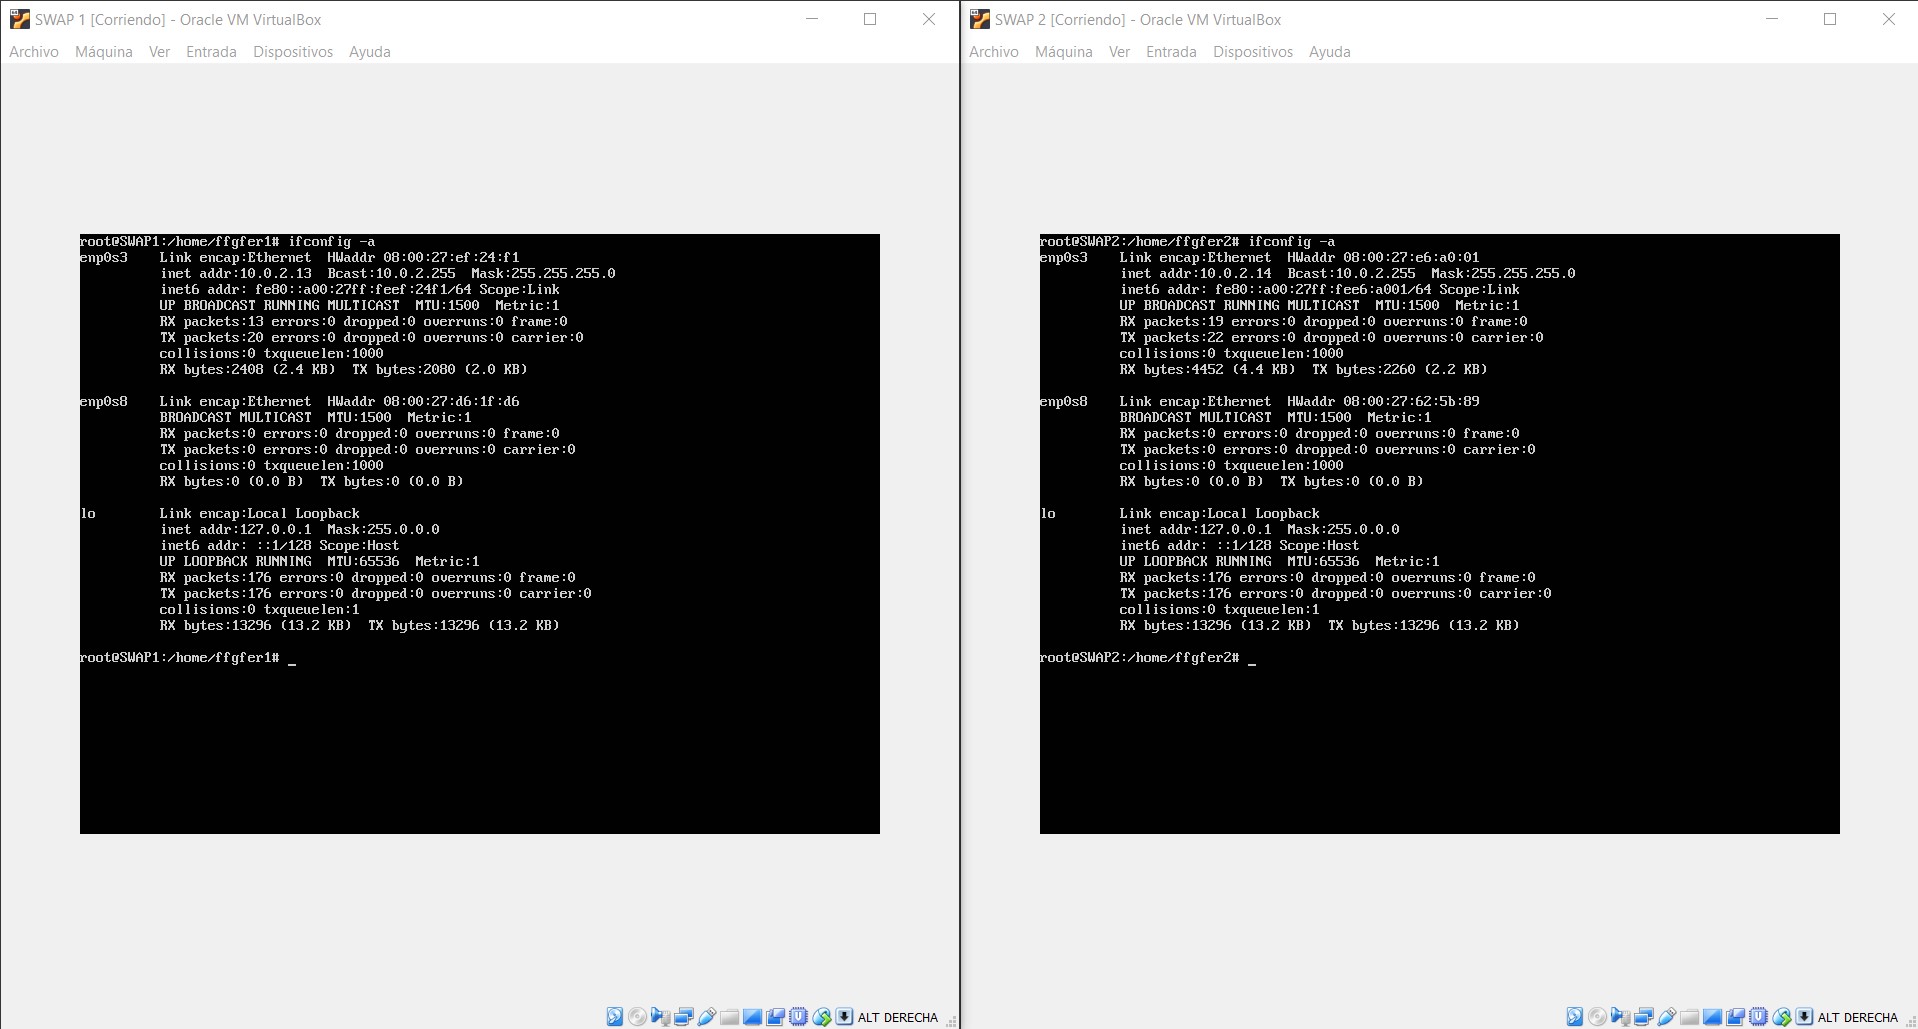 SWAP 1 [Corriendo] - Oracle VM VirtualBox
Archivo Máquina Ver Entrada Dispositivos Ayuda
root@SWAP1:/home/ffgfer1# ifconfig -a
enp0s3    Link encap:Ethernet  HWaddr 08:00:27:ef:24:f1
          inet addr:10.0.2.13  Bcast:10.0.2.255  Mask:255.255.255.0
          inet6 addr: fe80::a00:27ff:feef:24f1/64 Scope:Link
          UP BROADCAST RUNNING MULTICAST  MTU:1500  Metric:1
          RX packets:13 errors:0 dropped:0 overruns:0 frame:0
          TX packets:20 errors:0 dropped:0 overruns:0 carrier:0
          collisions:0 txqueuelen:1000
          RX bytes:2408 (2.4 KB)  TX bytes:2080 (2.0 KB)
enp0s8    Link encap:Ethernet  HWaddr 08:00:27:d6:1f:d6
          BROADCAST MULTICAST  MTU:1500  Metric:1
          RX packets:0 errors:0 dropped:0 overruns:0 frame:0
          TX packets:0 errors:0 dropped:0 overruns:0 carrier:0
          collisions:0 txqueuelen:1000
          RX bytes:0 (0.0 B)  TX bytes:0 (0.0 B)
lo        Link encap:Local Loopback
          inet addr:127.0.0.1  Mask:255.0.0.0
          inet6 addr: ::1/128 Scope:Host
          UP LOOPBACK RUNNING  MTU:65536  Metric:1
          RX packets:176 errors:0 dropped:0 overruns:0 frame:0
          TX packets:176 errors:0 dropped:0 overruns:0 carrier:0
          collisions:0 txqueuelen:1
          RX bytes:13296 (13.2 KB)  TX bytes:13296 (13.2 KB)
root@SWAP1:/home/ffgfer1# _
ALT DERECHA
SWAP 2 [Corriendo] - Oracle VM VirtualBox
Archivo Máquina Ver Entrada Dispositivos Ayuda
root@SWAP2:/home/ffgfer2# ifconfig -a
enp0s3    Link encap:Ethernet  HWaddr 08:00:27:e6:a0:01
          inet addr:10.0.2.14  Bcast:10.0.2.255  Mask:255.255.255.0
          inet6 addr: fe80::a00:27ff:fee6:a001/64 Scope:Link
          UP BROADCAST RUNNING MULTICAST  MTU:1500  Metric:1
          RX packets:19 errors:0 dropped:0 overruns:0 frame:0
          TX packets:22 errors:0 dropped:0 overruns:0 carrier:0
          collisions:0 txqueuelen:1000
          RX bytes:4452 (4.4 KB)  TX bytes:2260 (2.2 KB)
enp0s8    Link encap:Ethernet  HWaddr 08:00:27:62:5b:89
          BROADCAST MULTICAST  MTU:1500  Metric:1
          RX packets:0 errors:0 dropped:0 overruns:0 frame:0
          TX packets:0 errors:0 dropped:0 overruns:0 carrier:0
          collisions:0 txqueuelen:1000
          RX bytes:0 (0.0 B)  TX bytes:0 (0.0 B)
lo        Link encap:Local Loopback
          inet addr:127.0.0.1  Mask:255.0.0.0
          inet6 addr: ::1/128 Scope:Host
          UP LOOPBACK RUNNING  MTU:65536  Metric:1
          RX packets:176 errors:0 dropped:0 overruns:0 frame:0
          TX packets:176 errors:0 dropped:0 overruns:0 carrier:0
          collisions:0 txqueuelen:1
          RX bytes:13296 (13.2 KB)  TX bytes:13296 (13.2 KB)
root@SWAP2:/home/ffgfer2# _
ALT DERECHA